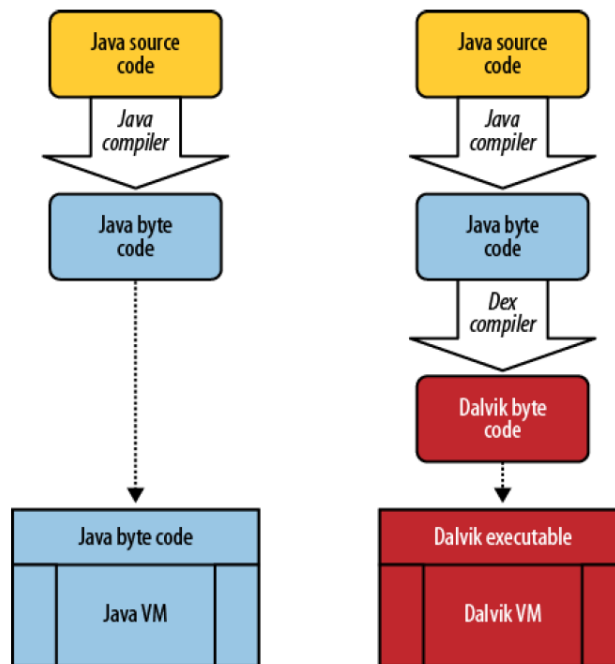 Java source
code
Java
compiler
Java byte
code
Java byte code
Java VM
Java source
code
Java
compiler
Java byte
code
Dex
compiler
Dalvik byte
code
Dalvik executable
Dalvik VM